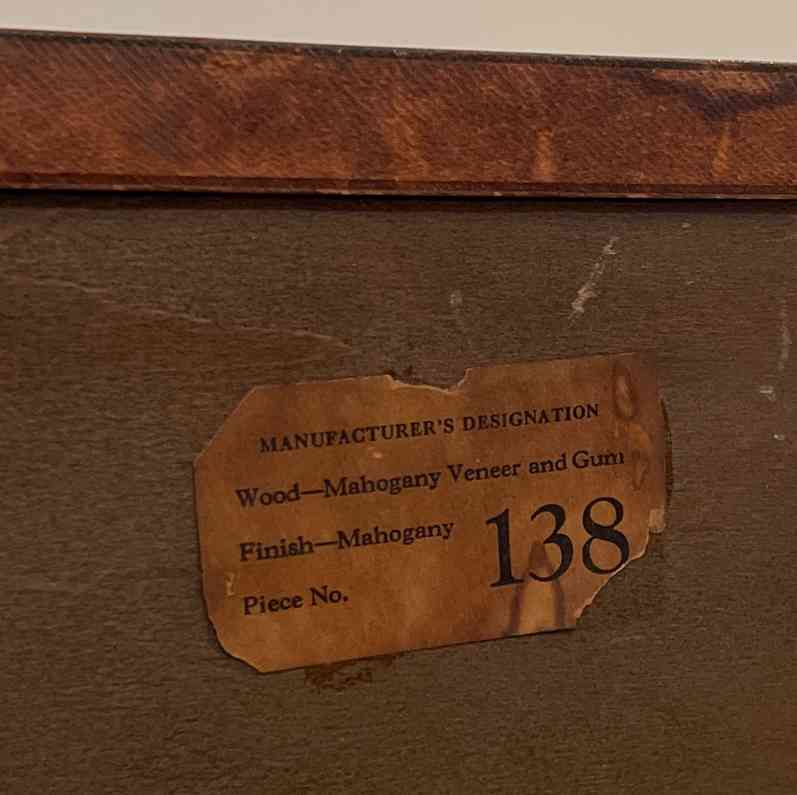 MANUFACTURER'S DESIGNATION
Wood—Mahogany Veneer and Gum
Finish—Mahogany
Piece No. 138